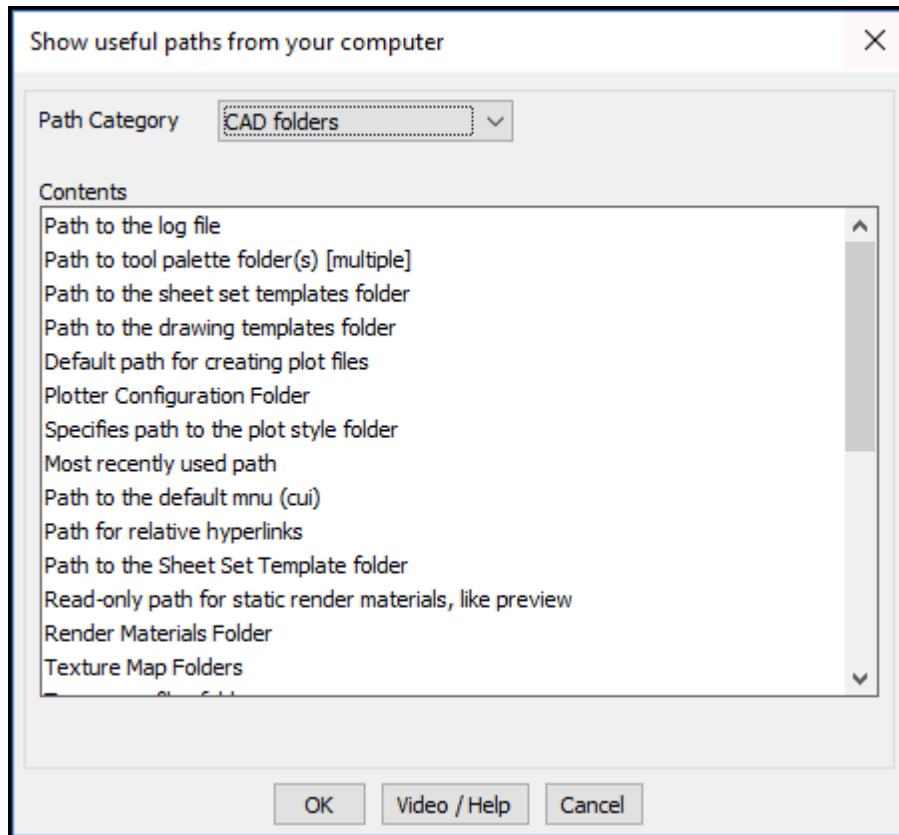 Show useful paths from your computer
Path Category CAD folders
Contents
Path to the log file
Path to tool palette folder(s) [multiple]
Path to the sheet set templates folder
Path to the drawing templates folder
Default path for creating plot files
Plotter Configuration Folder
Specifies path to the plot style folder
Most recently used path
Path to the default mnu (cui)
Path for relative hyperlinks
Path to the Sheet Set Template folder
Read-only path for static render materials, like preview
Render Materials Folder
Texture Map Folders
OK Video / Help Cancel